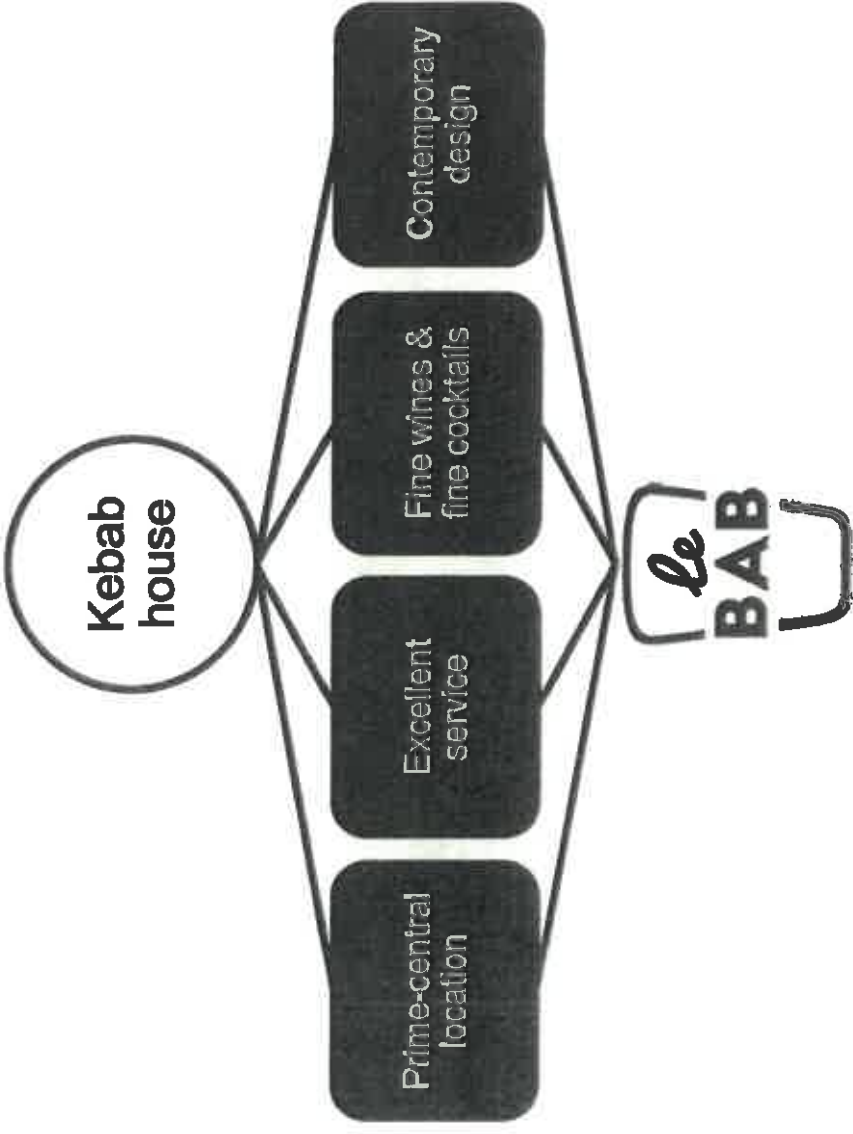 Kebab
house
Prime-central
location
Excellent
service
Fine wines &
fine cocktails
Contemporary
design
le
BAB